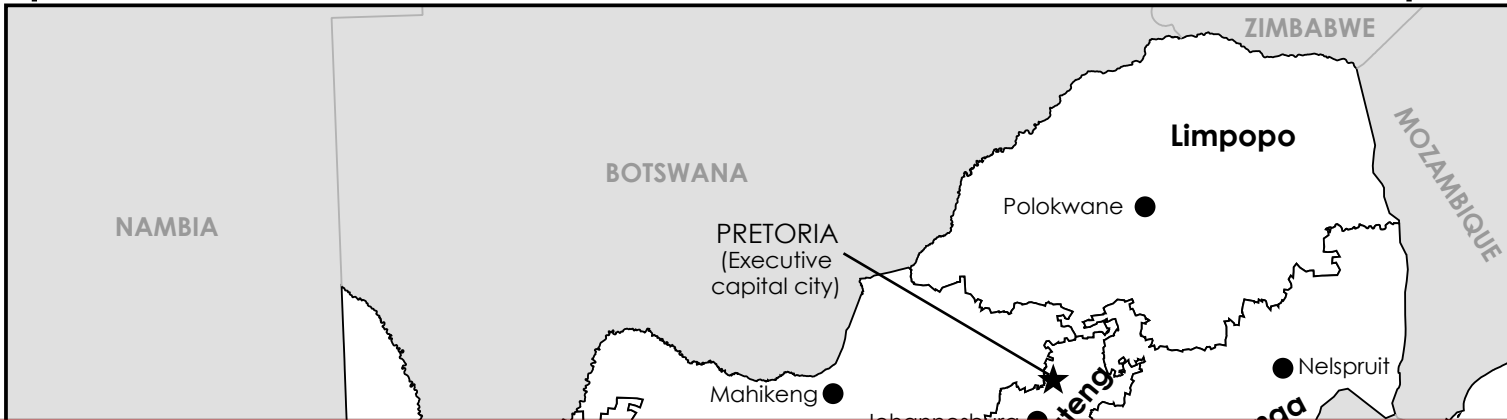 ZIMBABWE
Limpopo
MOZAMBIQUE
BOTSWANA
Polokwane
NAMBIA
PRETORIA
(Executive
capital city)
Nelspruit
Mahikeng